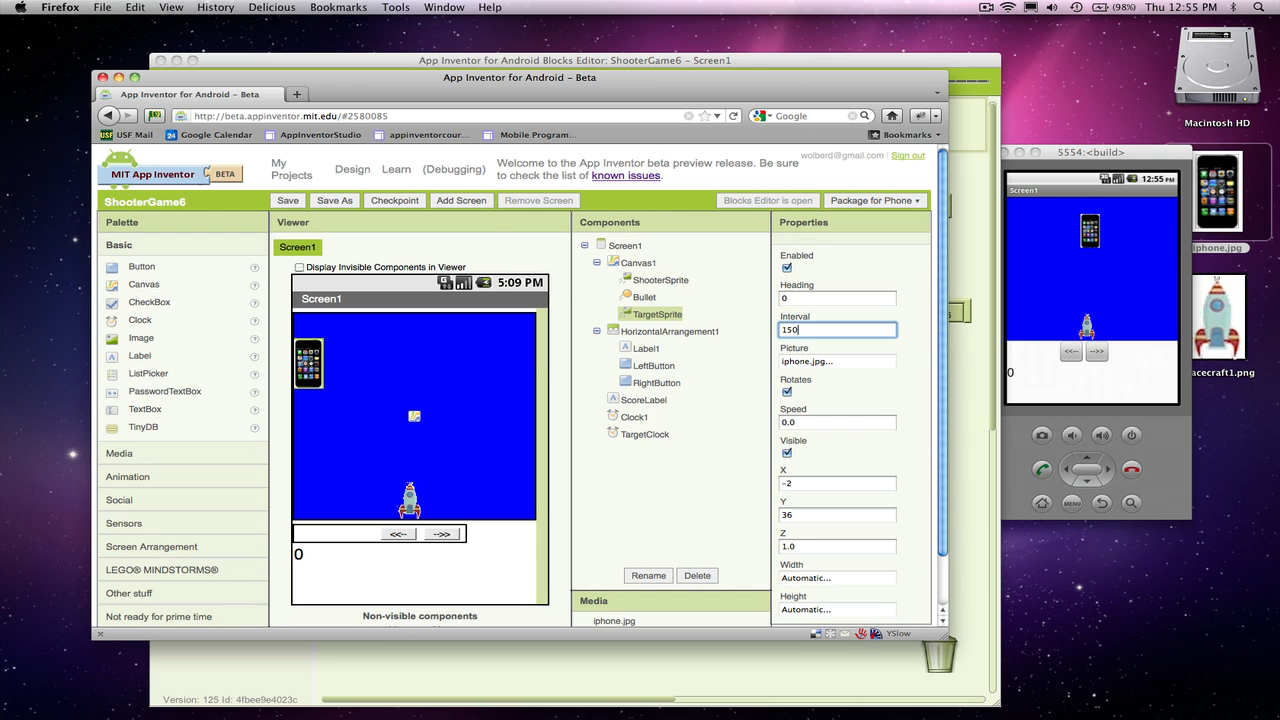 Firefox File Edit View History Delicious Bookmarks Tools Window Help
(98%) Thu 12:55 PM
App Inventor for Android Blocks Editor: ShooterGame6 - Screen1
App Inventor for Android - Beta
App Inventor for Android - Beta
http://beta.appinventor.mit.edu/#2580085
Google
USF Mail
24 Google Calendar
AppInventorStudio
appinventorcour...
Mobile Program...
Bookmarks
MIT App Inventor BETA
My Projects
Design Learn (Debugging)
Welcome to the App Inventor beta preview release. Be sure
to check the list of known issues.
wolberd@gmail.com | Sign out
ShooterGame6
Save
Save As
Checkpoint
Add Screen
Remove Screen
Blocks Editor is open
Package for Phone
Palette
Basic
Button ?
Canvas ?
CheckBox ?
Clock ?
Image ?
Label ?
ListPicker ?
PasswordTextBox ?
TextBox ?
TinyDB ?
Media
Animation
Social
Sensors
Screen Arrangement
LEGO® MINDSTORMS®
Other stuff
Not ready for prime time
Viewer
Screen1
Display Invisible Components in Viewer
5:09 PM
Screen1
<<--
-->>
0
Non-visible components
Components
Screen1
Canvas1
ShooterSprite
Bullet
TargetSprite
HorizontalArrangement1
Label1
LeftButton
RightButton
ScoreLabel
Clock1
TargetClock
Rename
Delete
Media
iphone.jpg
Properties
Enabled
Heading
0
Interval
150
Picture
iphone.jpg...
Rotates
Speed
0.0
Visible
X
-2
Y
36
Z
1.0
Width
Automatic...
Height
Automatic...
YSlow
Version: 125 Id: 4fbee9e4023c
Macintosh HD
5554:<build>
12:55 PM
Screen1
<<--
-->>
0
MENU
iphone.jpg
acecraft1.png